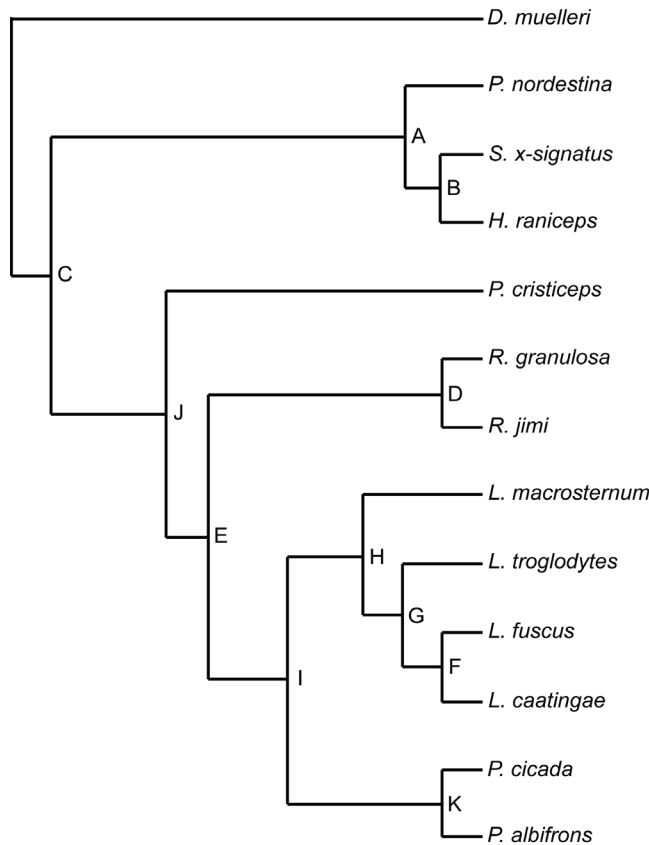 D. muelleri
P. nordestina
A
S. x-signatus
B
H. raniceps
C
P. cristiceps
R. granulosa
D
R. jimi
J
L. macrosternum
E
H
L. troglodytes
G
L. fuscus
F
I
L. caatingae
P. cicada
K
P. albifrons